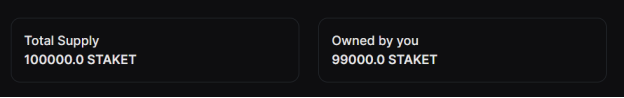 Total Supply
100000.0 STAKET
Owned by you
99000.0 STAKET